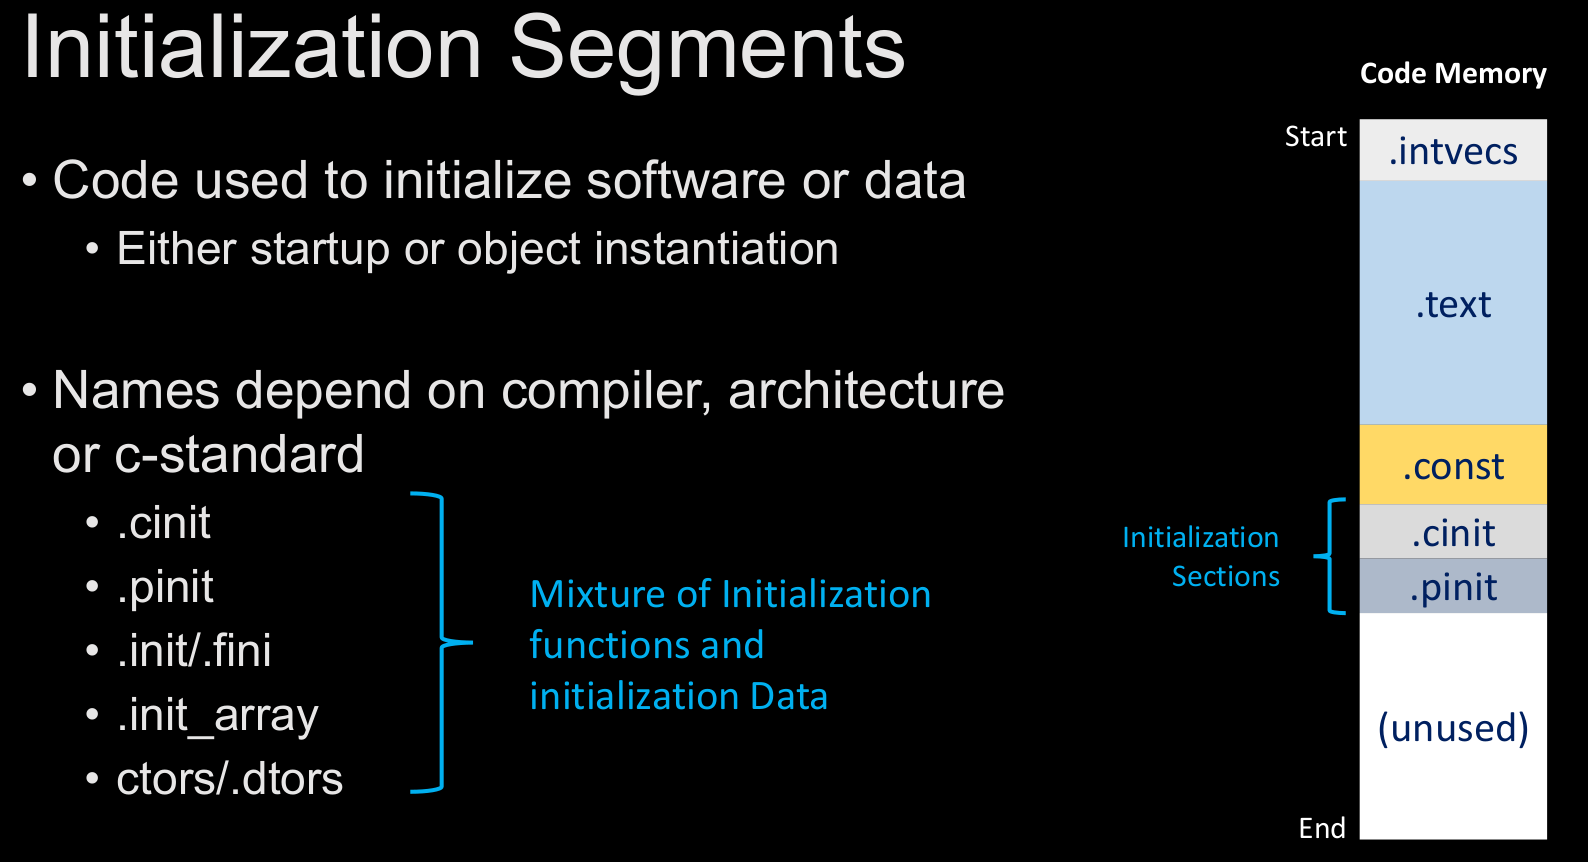 Initialization Segments
• Code used to initialize software or data
• Either startup or object instantiation
• Names depend on compiler, architecture
or c-standard
• .cinit
• .pinit
• .init/.fini
• .init_array
• ctors/.dtors
Mixture of Initialization
functions and
initialization Data
Code Memory
Start
.intvecs
.text
.const
Initialization
Sections
.cinit
.pinit
(unused)
End